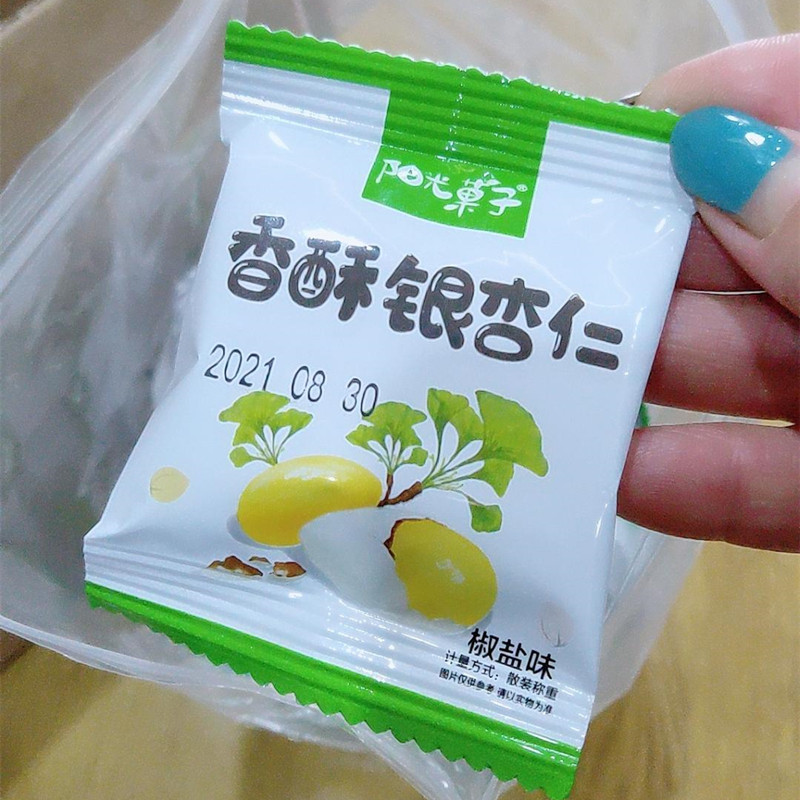 阳光菓子®
香酥银杏仁
2021 08 30
椒盐味
计量方式：散装称重
图片仅供参考 请以实物为准